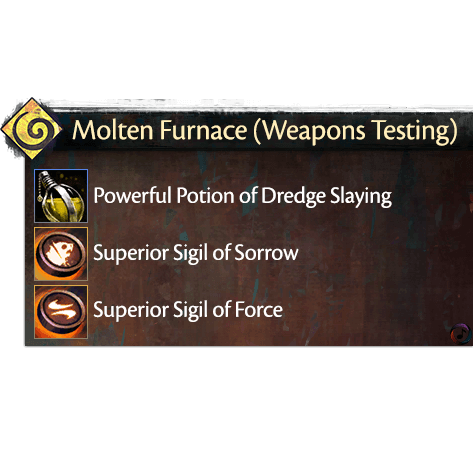 Molten Furnace (Weapons Testing)
Powerful Potion of Dredge Slaying
Superior Sigil of Sorrow
Superior Sigil of Force